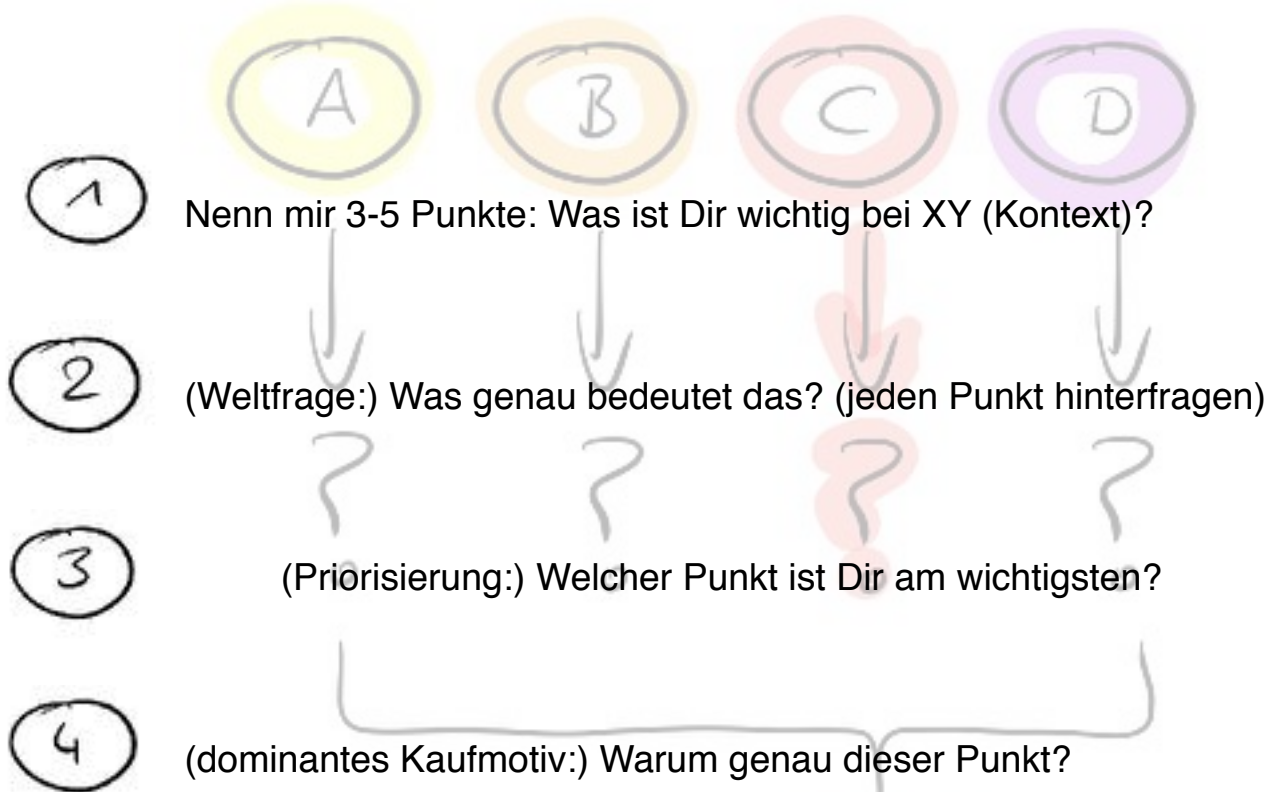 A B C D
1 Nenn mir 3-5 Punkte: Was ist Dir wichtig bei XY (Kontext)?
2 (Weltfrage:) Was genau bedeutet das? (jeden Punkt hinterfragen)
? ? ? ?
3 (Priorisierung:) Welcher Punkt ist Dir am wichtigsten?
4 (dominantes Kaufmotiv:) Warum genau dieser Punkt?